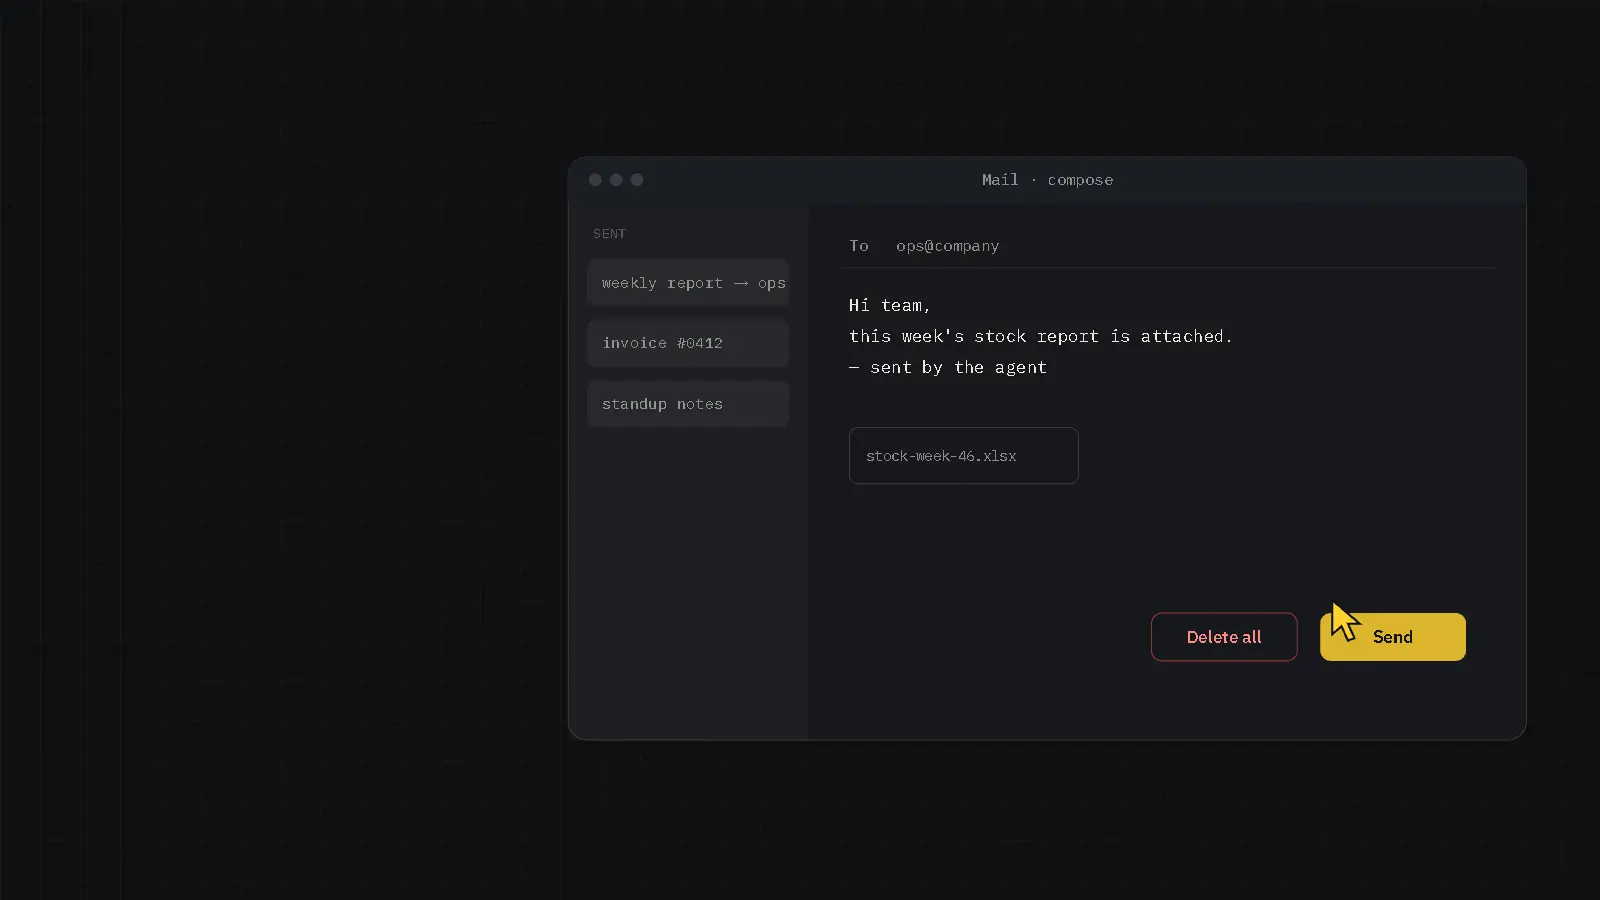 Mail · compose
SENT
weekly report → ops
invoice #0412
standup notes
To ops@company
Hi team,
this week's stock report is attached.
— sent by the agent
stock-week-46.xlsx
Delete all
Send